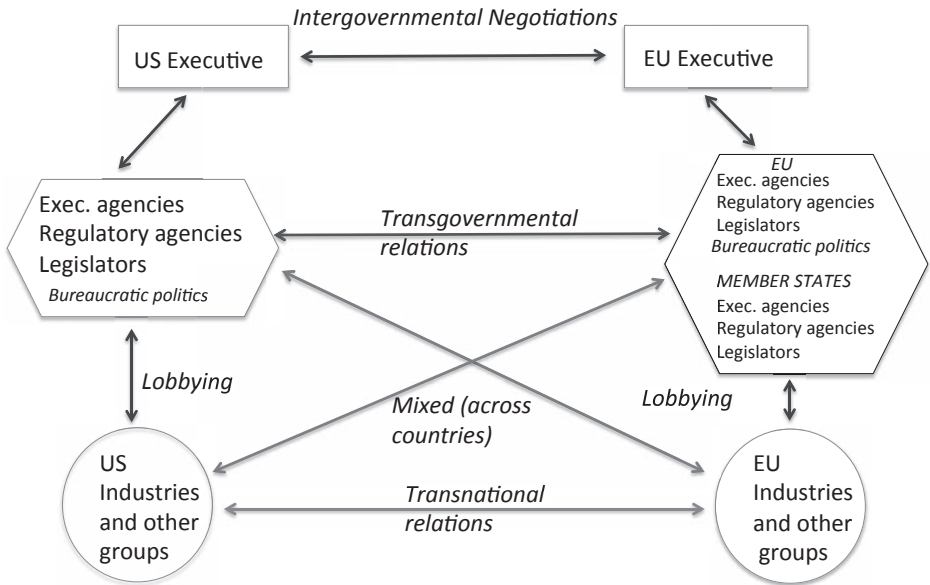 Intergovernmental Negotiations
US Executive
EU Executive
Exec. agencies
Regulatory agencies
Legislators
Bureaucratic politics
Transgovernmental
relations
EU
Exec. agencies
Regulatory agencies
Legislators
Bureaucratic politics
MEMBER STATES
Exec. agencies
Regulatory agencies
Legislators
Lobbying
Mixed (across
countries)
Lobbying
US
Industries
and other
groups
Transnational
relations
EU
Industries
and other
groups